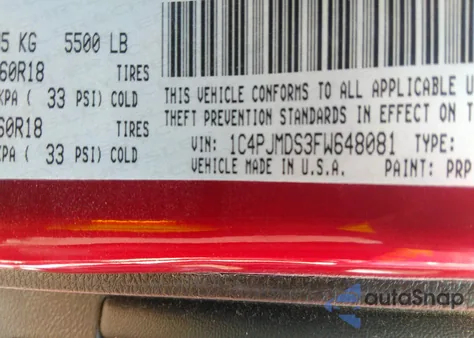 5 KG 5500 LB
60R18 TIRES
KPA ( 33 PSI) COLD
60R18 TIRES
KPA ( 33 PSI) COLD
THIS VEHICLE CONFORMS TO ALL APPLICABLE U
THEFT PREVENTION STANDARDS IN EFFECT ON T
VIN: 1C4PJMDS3FW648081 TYPE:
VEHICLE MADE IN U.S.A. PAINT: PRP
autoSnap